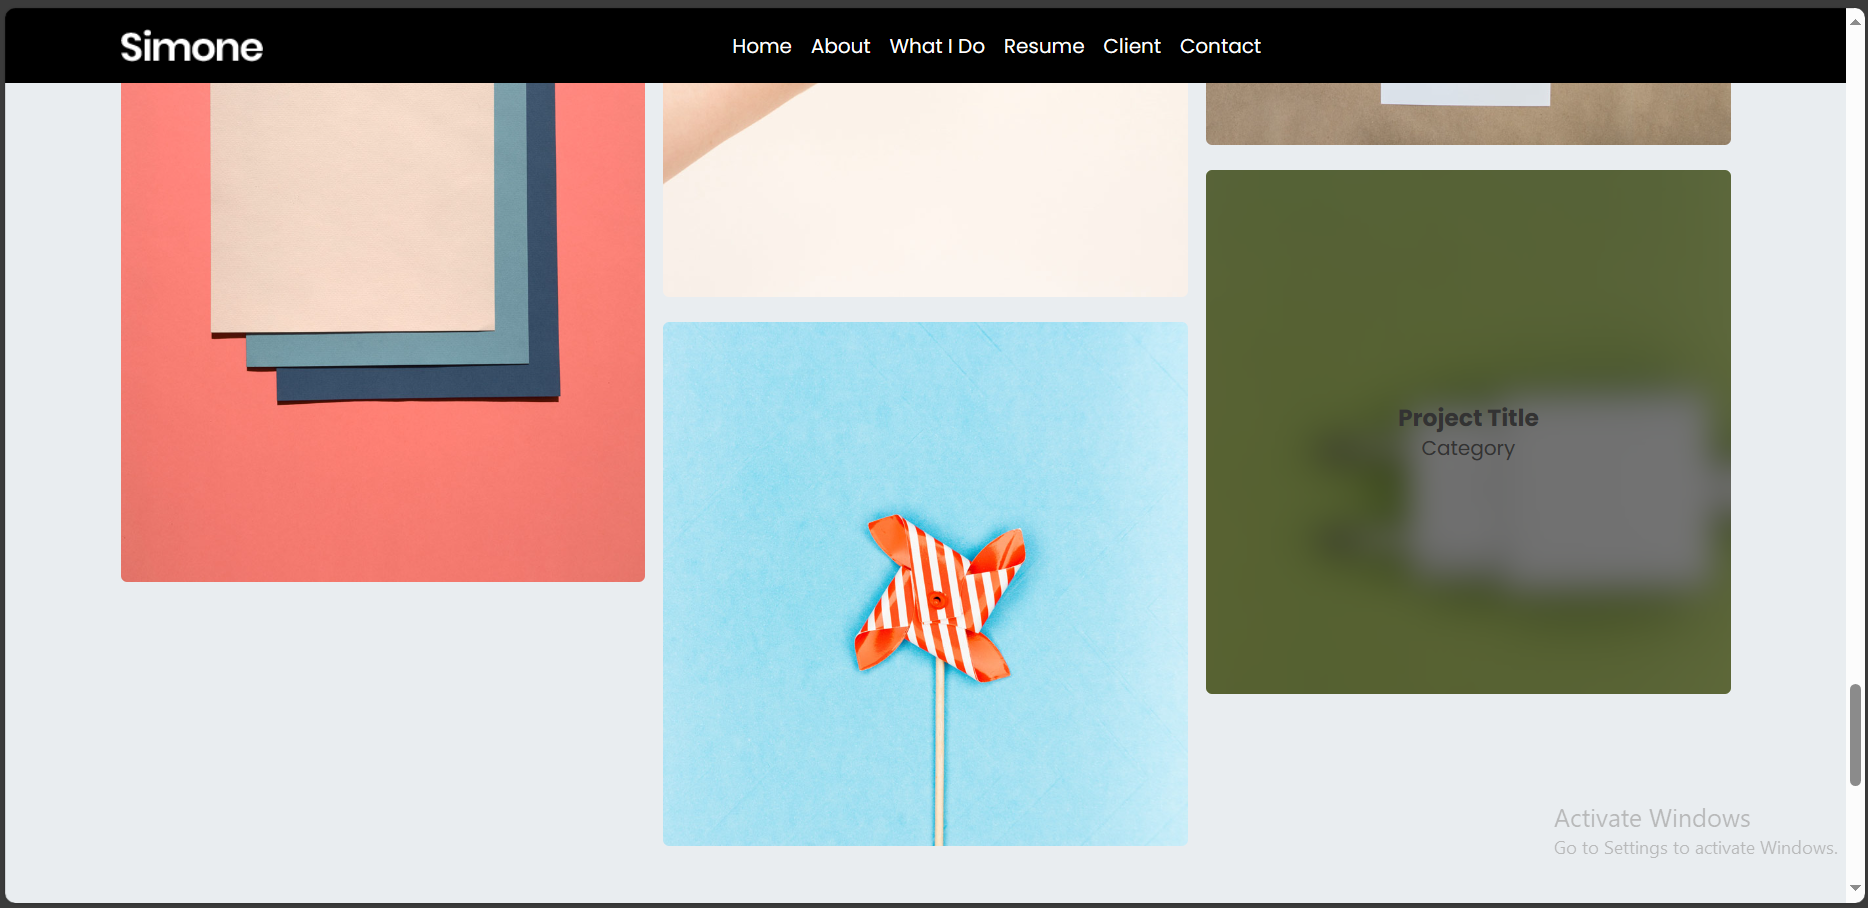 Simone
Home About What I Do Resume Client Contact
Project Title
Category
Activate Windows
Go to Settings to activate Windows.